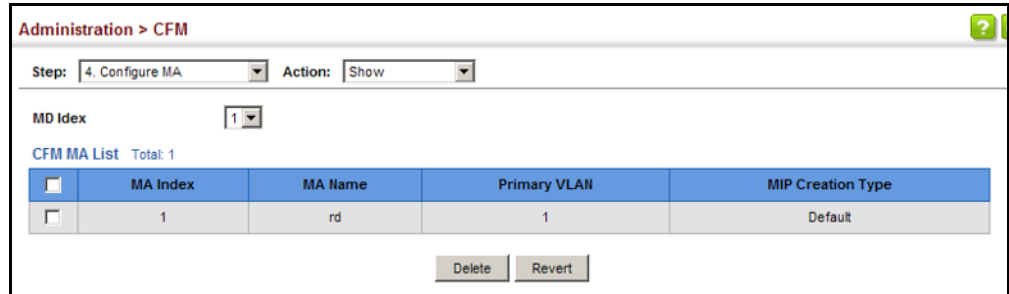 Administration > CFM
?
Step: 4. Configure MA Action: Show
MD Idex 1
CFM MA List Total: 1
MA Index MA Name Primary VLAN MIP Creation Type
1 rd 1 Default
Delete Revert